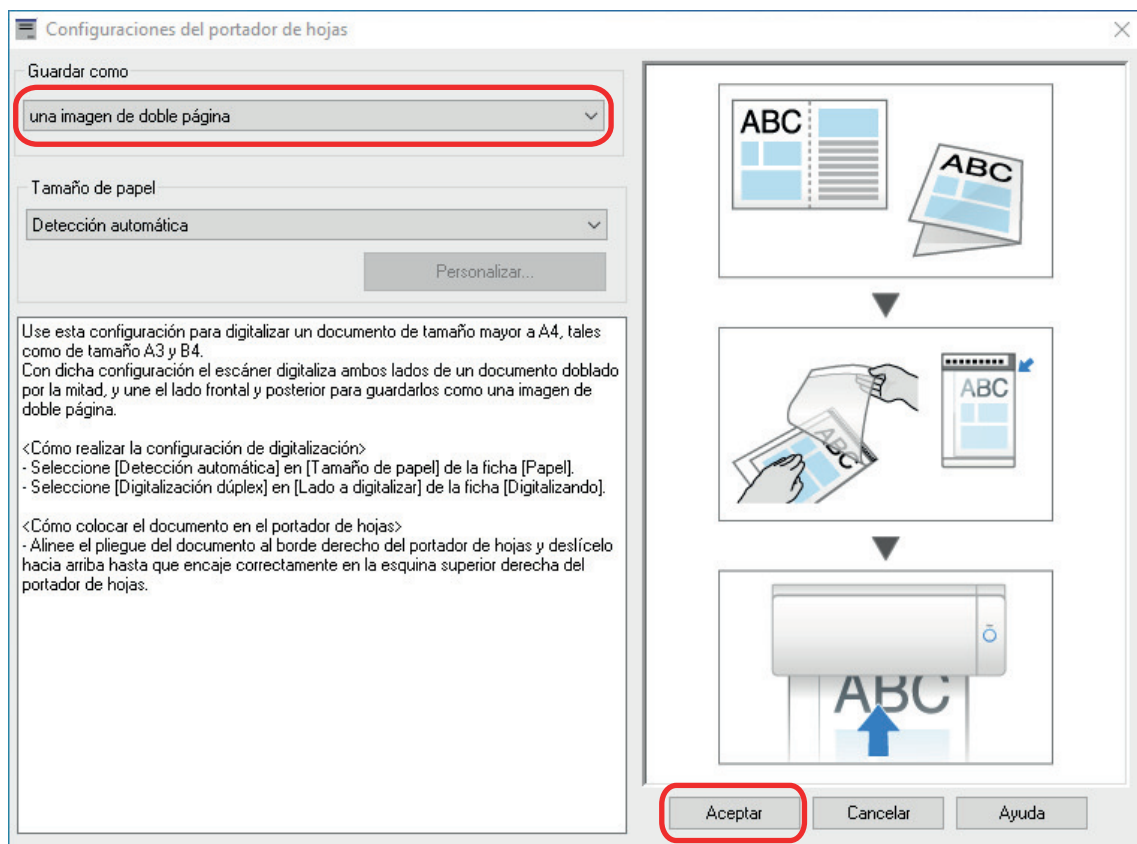 Configuraciones del portador de hojas
Guardar como
una imagen de doble página
Tamaño de papel
Detección automática
Personalizar...
Use esta configuración para digitalizar un documento de tamaño mayor a A4, tales
como de tamaño A3 y B4.
Con dicha configuración el escáner digitaliza ambos lados de un documento doblado
por la mitad, y une el lado frontal y posterior para guardarlos como una imagen de
doble página.
<Cómo realizar la configuración de digitalización>
- Seleccione [Detección automática] en [Tamaño de papel] de la ficha [Papel].
- Seleccione [Digitalización dúplex] en [Lado a digitalizar] de la ficha [Digitalizando].
<Cómo colocar el documento en el portador de hojas>
- Alinee el pliegue del documento al borde derecho del portador de hojas y deslícelo
hacia arriba hasta que encaje correctamente en la esquina superior derecha del
portador de hojas.
ABC
ABC
ABC
ABC
ABC
Aceptar
Cancelar
Ayuda